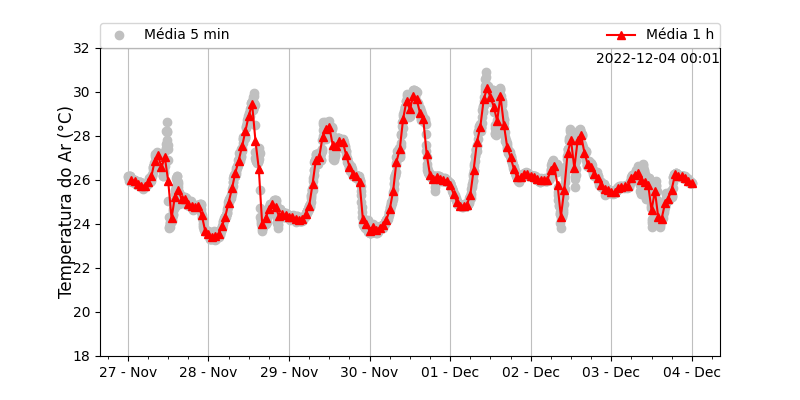 Média 5 min
Média 1 h
2022-12-04 00:01
Temperatura do Ar (°C)
32
30
28
26
24
22
20
18
27 - Nov
28 - Nov
29 - Nov
30 - Nov
01 - Dec
02 - Dec
03 - Dec
04 - Dec